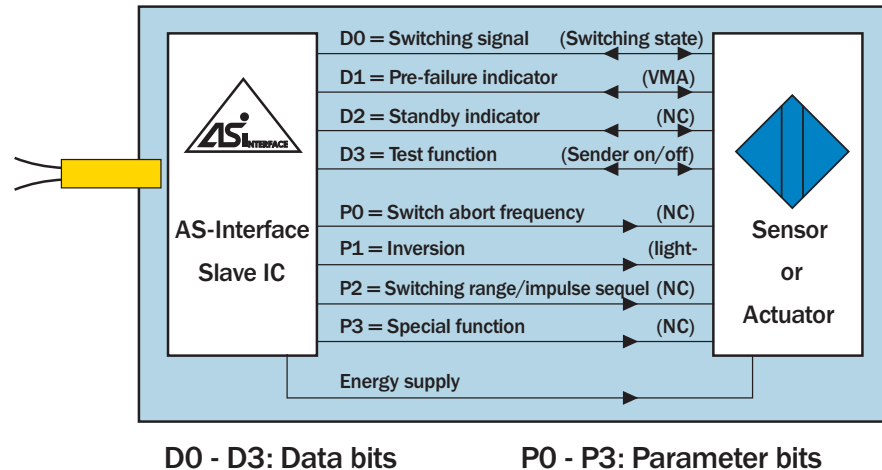 D0 = Switching signal (Switching state)
D1 = Pre-failure indicator (VMA)
D2 = Standby indicator (NC)
D3 = Test function (Sender on/off)
P0 = Switch abort frequency (NC)
P1 = Inversion (light-
P2 = Switching range/impulse sequel (NC)
P3 = Special function (NC)
Energy supply
ASi INTERFACE
AS-Interface
Slave IC
Sensor
or
Actuator
D0 - D3: Data bits
P0 - P3: Parameter bits